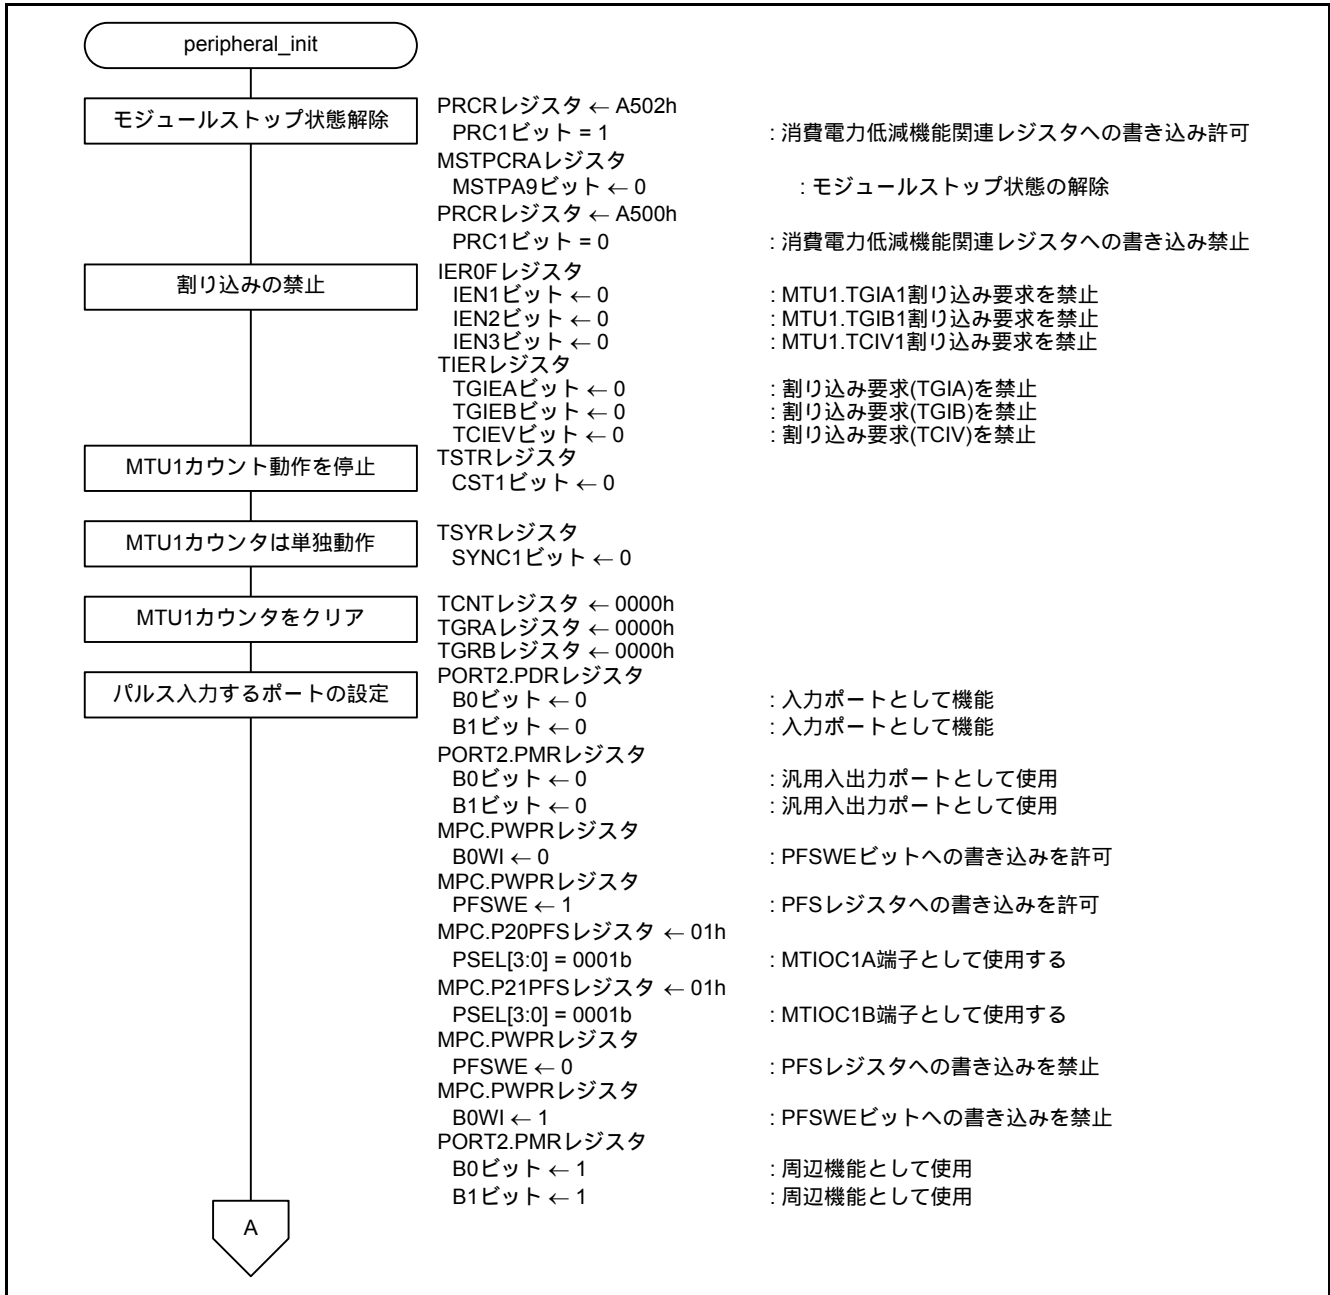 peripheral_init
モジュールストップ状態解除
PRCRレジスタ ← A502h
PRC1ビット = 1 : 消費電力低減機能関連レジスタへの書き込み許可
MSTPCRAレジスタ
MSTPA9ビット ← 0 : モジュールストップ状態の解除
PRCRレジスタ ← A500h
PRC1ビット = 0 : 消費電力低減機能関連レジスタへの書き込み禁止
割り込みの禁止
IER0Fレジスタ
IEN1ビット ← 0 : MTU1.TGIA1割り込み要求を禁止
IEN2ビット ← 0 : MTU1.TGIB1割り込み要求を禁止
IEN3ビット ← 0 : MTU1.TCIV1割り込み要求を禁止
TIERレジスタ
TGIEAビット ← 0 : 割り込み要求(TGIA)を禁止
TGIEBビット ← 0 : 割り込み要求(TGIB)を禁止
TCIEVビット ← 0 : 割り込み要求(TCIV)を禁止
MTU1カウント動作を停止
TSTRレジスタ
CST1ビット ← 0
MTU1カウンタは単独動作
TSYRレジスタ
SYNC1ビット ← 0
MTU1カウンタをクリア
TCNTレジスタ ← 0000h
TGRAレジスタ ← 0000h
TGRBレジスタ ← 0000h
パルス入力するポートの設定
PORT2.PDRレジスタ
B0ビット ← 0 : 入力ポートとして機能
B1ビット ← 0 : 入力ポートとして機能
PORT2.PMRレジスタ
B0ビット ← 0 : 汎用入出力ポートとして使用
B1ビット ← 0 : 汎用入出力ポートとして使用
MPC.PWPRレジスタ
B0WI ← 0 : PFSWEビットへの書き込みを許可
MPC.PWPRレジスタ
PFSWE ← 1 : PFSレジスタへの書き込みを許可
MPC.P20PFSレジスタ ← 01h
PSEL[3:0] = 0001b : MTIOC1A端子として使用する
MPC.P21PFSレジスタ ← 01h
PSEL[3:0] = 0001b : MTIOC1B端子として使用する
MPC.PWPRレジスタ
PFSWE ← 0 : PFSレジスタへの書き込みを禁止
MPC.PWPRレジスタ
B0WI ← 1 : PFSWEビットへの書き込みを禁止
PORT2.PMRレジスタ
B0ビット ← 1 : 周辺機能として使用
B1ビット ← 1 : 周辺機能として使用
A